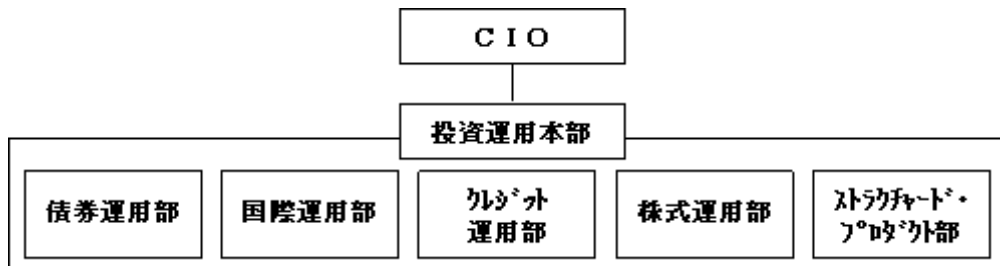 ＣＩＯ
投資運用本部
債券運用部
国際運用部
ｸﾚｼﾞｯﾄ
運用部
株式運用部
ｽﾄﾗｸﾁｬｰﾄﾞ・
ﾌﾟﾛﾀﾞｸﾄ部